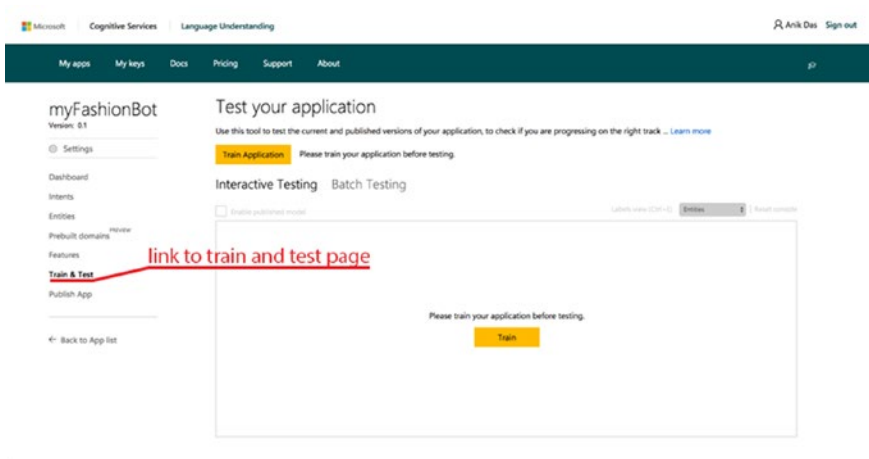 Microsoft Cognitive Services Language Understanding Anik Das Sign out
My apps My keys Docs Pricing Support About
myFashionBot
Version: 0.1
Settings
Dashboard
Intents
Entities
Prebuilt domains Preview
Features
Train & Test
Publish App
← Back to App list
link to train and test page
Test your application
Use this tool to test the current and published versions of your application, to check if you are progressing on the right track ... Learn more
Train Application Please train your application before testing.
Interactive Testing Batch Testing
Enable published model Labels view (Ctrl+E) Entities | Reset console
Please train your application before testing.
Train